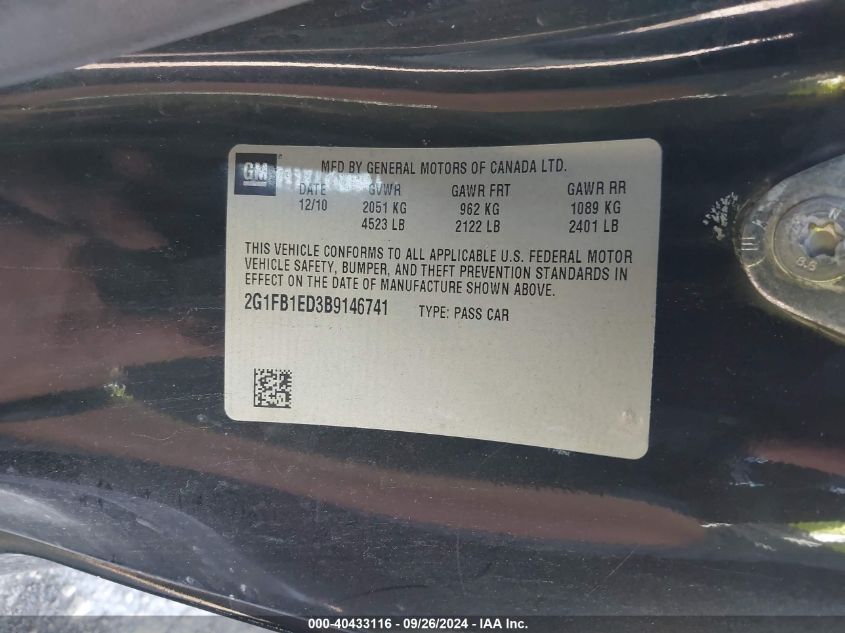 GM
MFD BY GENERAL MOTORS OF CANADA LTD.
DATE GVWR GAWR FRT GAWR RR
12/10 2051 KG 962 KG 1089 KG
4523 LB 2122 LB 2401 LB
THIS VEHICLE CONFORMS TO ALL APPLICABLE U.S. FEDERAL MOTOR
VEHICLE SAFETY, BUMPER, AND THEFT PREVENTION STANDARDS IN
EFFECT ON THE DATE OF MANUFACTURE SHOWN ABOVE.
2G1FB1ED3B9146741 TYPE: PASS CAR
8.5
000-40433116 - 09/26/2024 - IAA Inc.